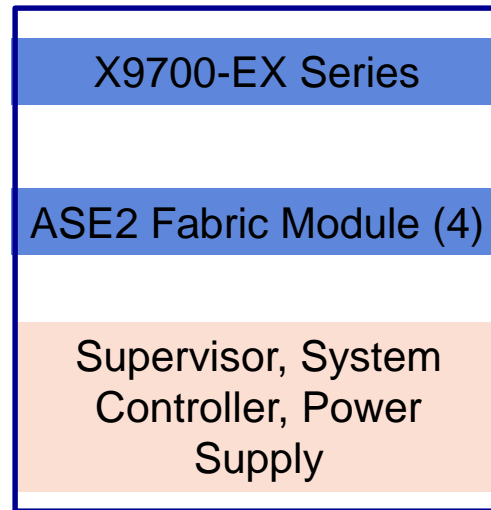 X9700-EX Series
ASE2 Fabric Module (4)
Supervisor, System
Controller, Power
Supply